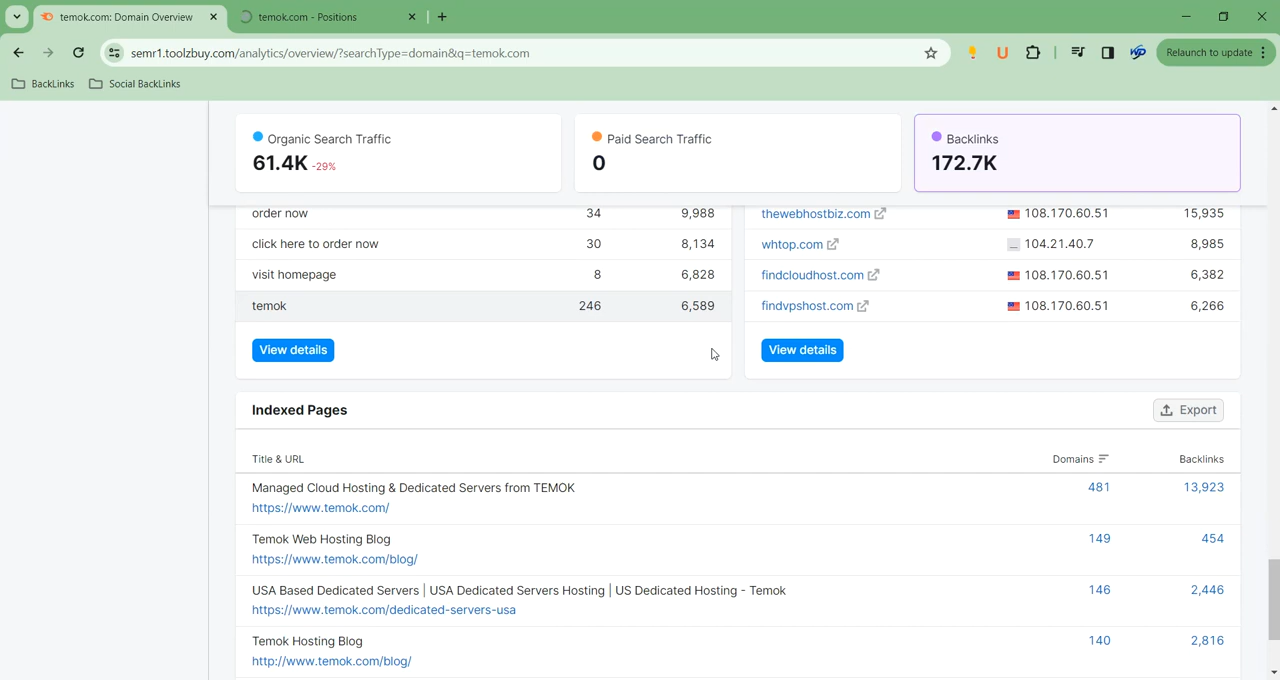 temok.com: Domain Overview
temok.com - Positions
semr1.toolzbuy.com/analytics/overview/?searchType=domain&q=temok.com
Relaunch to update
BackLinks
Social BackLinks
Organic Search Traffic
61.4K -29%
Paid Search Traffic
0
Backlinks
172.7K
order now 34 9,988
click here to order now 30 8,134
visit homepage 8 6,828
temok 246 6,589
View details
thewebhostbiz.com 108.170.60.51 15,935
whtop.com 104.21.40.7 8,985
findcloudhost.com 108.170.60.51 6,382
findvpshost.com 108.170.60.51 6,266
View details
Indexed Pages
Export
Title & URL Domains Backlinks
Managed Cloud Hosting & Dedicated Servers from TEMOK 481 13,923
https://www.temok.com/
Temok Web Hosting Blog 149 454
https://www.temok.com/blog/
USA Based Dedicated Servers | USA Dedicated Servers Hosting | US Dedicated Hosting - Temok 146 2,446
https://www.temok.com/dedicated-servers-usa
Temok Hosting Blog 140 2,816
http://www.temok.com/blog/